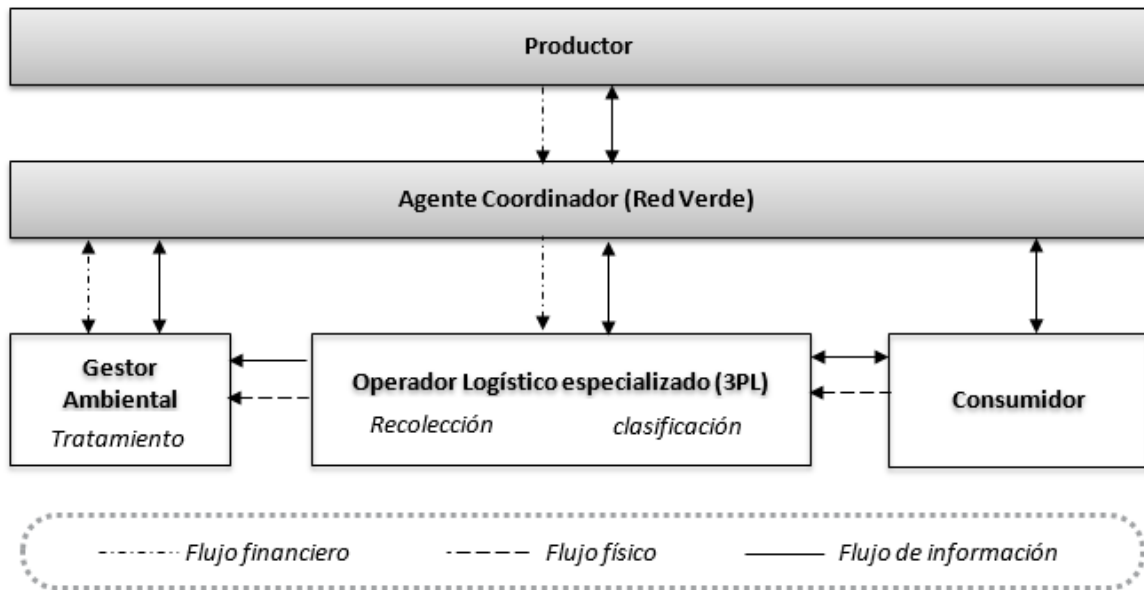 Productor
Agente Coordinador (Red Verde)
Gestor
Ambiental
Tratamiento
Operador Logístico especializado (3PL)
Recolección clasificación
Consumidor
Flujo financiero Flujo físico Flujo de información